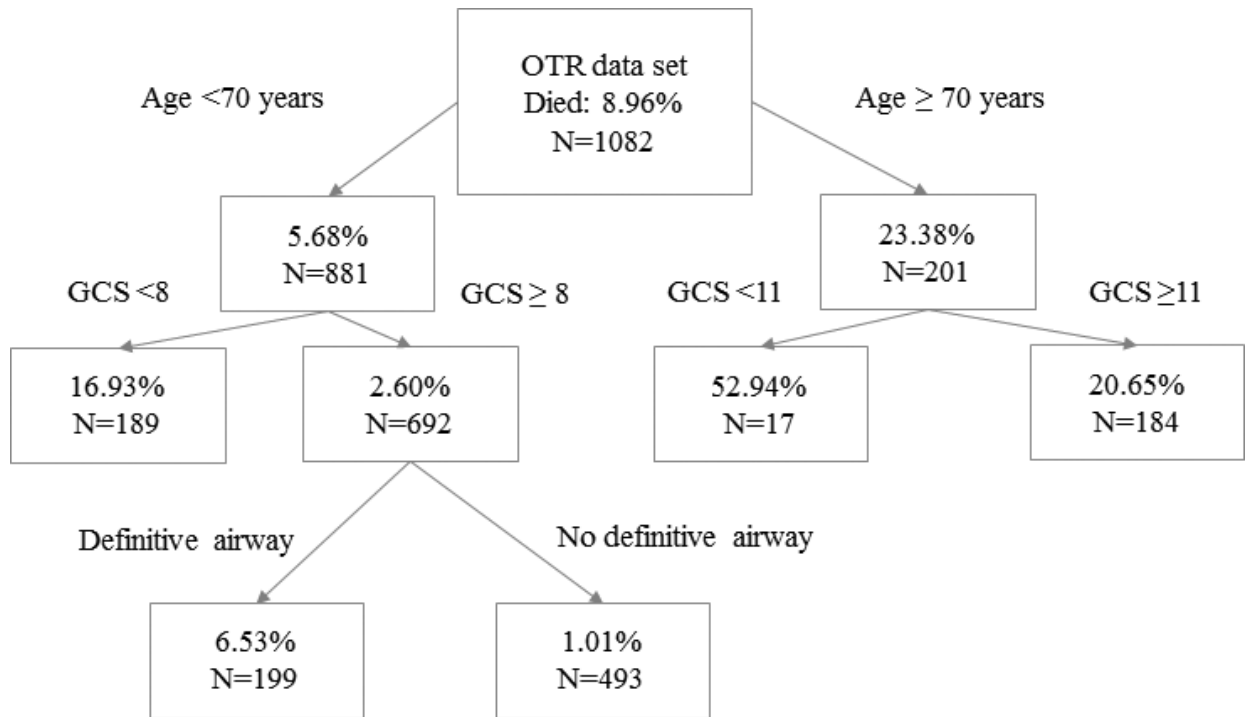 OTR data set
Died: 8.96%
N=1082
Age <70 years
Age ≥ 70 years
5.68%
N=881
23.38%
N=201
GCS <8
GCS ≥ 8
GCS <11
GCS ≥11
16.93%
N=189
2.60%
N=692
52.94%
N=17
20.65%
N=184
Definitive airway
No definitive airway
6.53%
N=199
1.01%
N=493